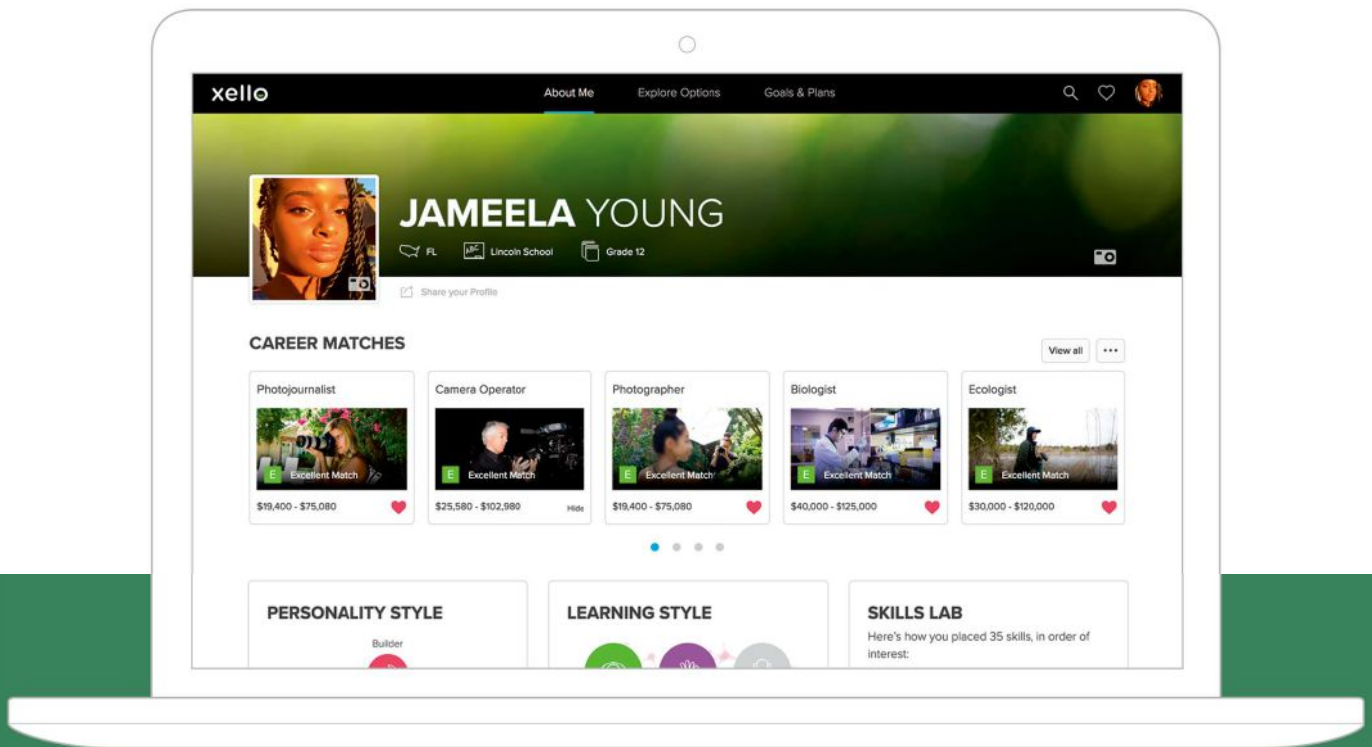 xello
About Me Explore Options Goals & Plans
JAMEELA YOUNG
FL ABC Lincoln School Grade 12
Share your Profile
CAREER MATCHES
View all •••
Photojournalist Camera Operator Photographer Biologist Ecologist
E Excellent Match E Excellent Match E Excellent Match E Excellent Match E Excellent Match
$19,400 - $75,080 $25,580 - $102,980 Hide $19,400 - $75,080 $40,000 - $125,000 $30,000 - $120,000
PERSONALITY STYLE LEARNING STYLE SKILLS LAB
Builder
Here's how you placed 35 skills, in order of
interest: